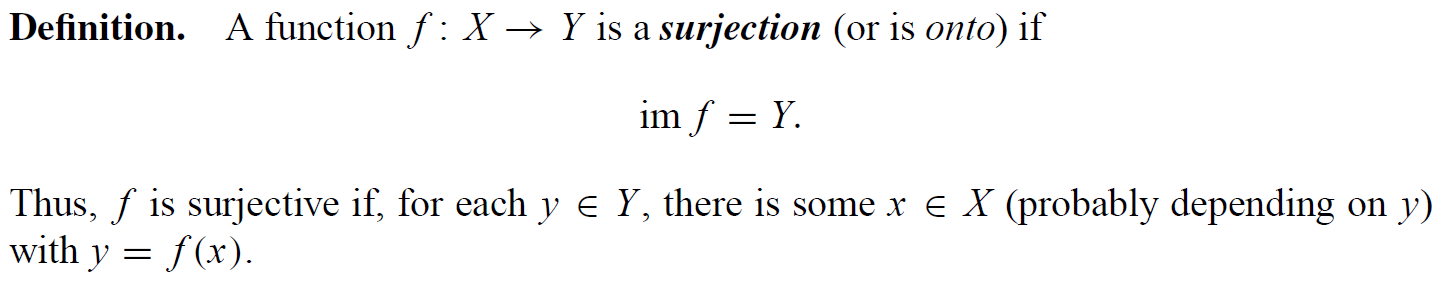 Definition. A function f : X → Y is a surjection (or is onto) if
im f = Y.
Thus, f is surjective if, for each y ∈ Y, there is some x ∈ X (probably depending on y)
with y = f(x).